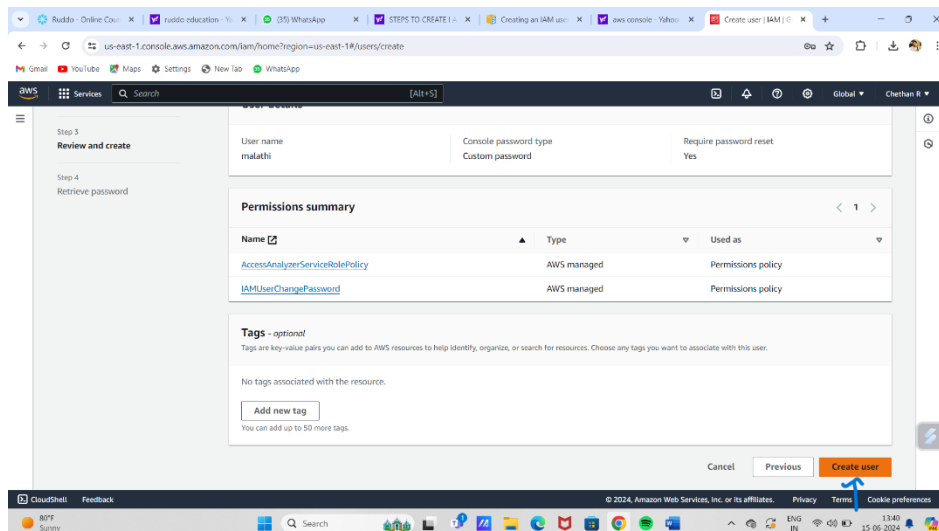 Ruddo - Online Cour
ruddo education - Y
(35) WhatsApp
STEPS TO CREATE I A
Creating an IAM user
aws console - Yahoo
Create user | IAM | G
us-east-1.console.aws.amazon.com/iam/home?region=us-east-1#/users/create
Gmail
YouTube
Maps
Settings
New Tab
WhatsApp
aws
Services
Search
[Alt+S]
Global
Chethan R
Step 3
Review and create
Step 4
Retrieve password
User details
User name
malathi
Console password type
Custom password
Require password reset
Yes
Permissions summary
1
Name
Type
Used as
AccessAnalyzerServiceRolePolicy
AWS managed
Permissions policy
IAMUserChangePassword
AWS managed
Permissions policy
Tags - optional
Tags are key-value pairs you can add to AWS resources to help identify, organize, or search for resources. Choose any tags you want to associate with this user.
No tags associated with the resource.
Add new tag
You can add up to 50 more tags.
Cancel
Previous
Create user
CloudShell
Feedback
© 2024, Amazon Web Services, Inc. or its affiliates.
Privacy
Terms
Cookie preferences
80°F
Sunny
Search
ENG
IN
13:40
15-06-2024